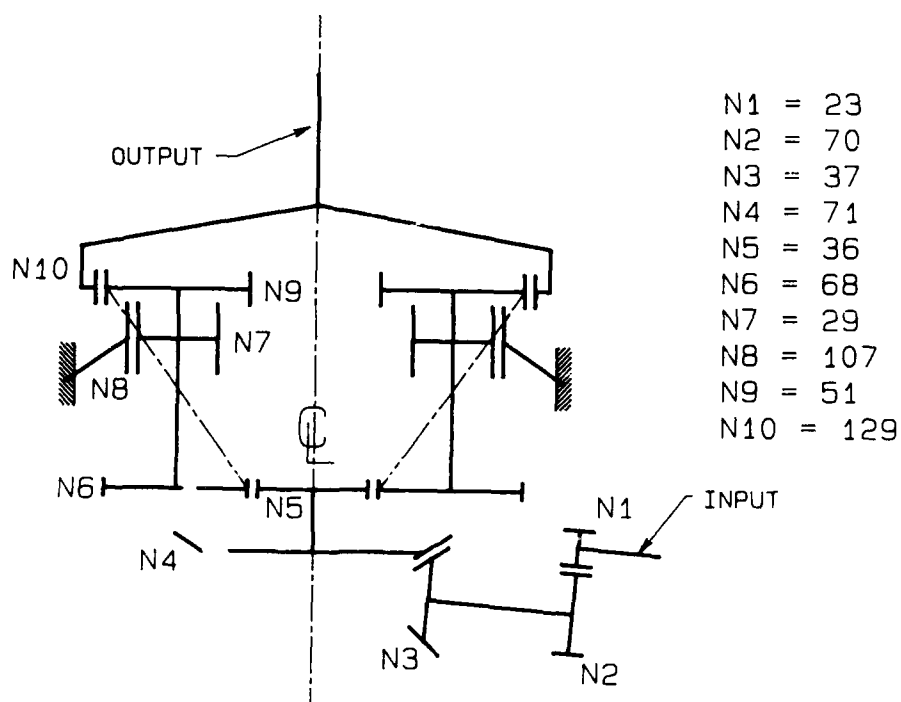 OUTPUT
N10
N9
N7
N8
N6
N5
CL
N4
N3
N1
INPUT
N2
N1 = 23
N2 = 70
N3 = 37
N4 = 71
N5 = 36
N6 = 68
N7 = 29
N8 = 107
N9 = 51
N10 = 129